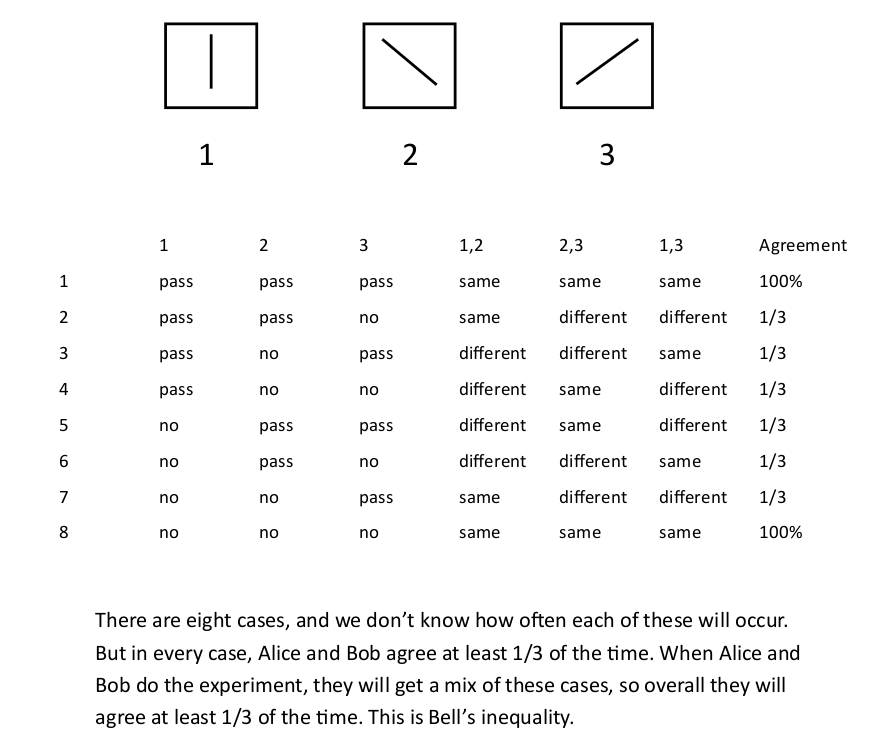 1 2 3
1 2 3 1,2 2,3 1,3 Agreement
1 pass pass pass same same same 100%
2 pass pass no same different different 1/3
3 pass no pass different different same 1/3
4 pass no no different same different 1/3
5 no pass pass different same different 1/3
6 no pass no different different same 1/3
7 no no pass same different different 1/3
8 no no no same same same 100%
There are eight cases, and we don’t know how often each of these will occur.
But in every case, Alice and Bob agree at least 1/3 of the time. When Alice and
Bob do the experiment, they will get a mix of these cases, so overall they will
agree at least 1/3 of the time. This is Bell’s inequality.